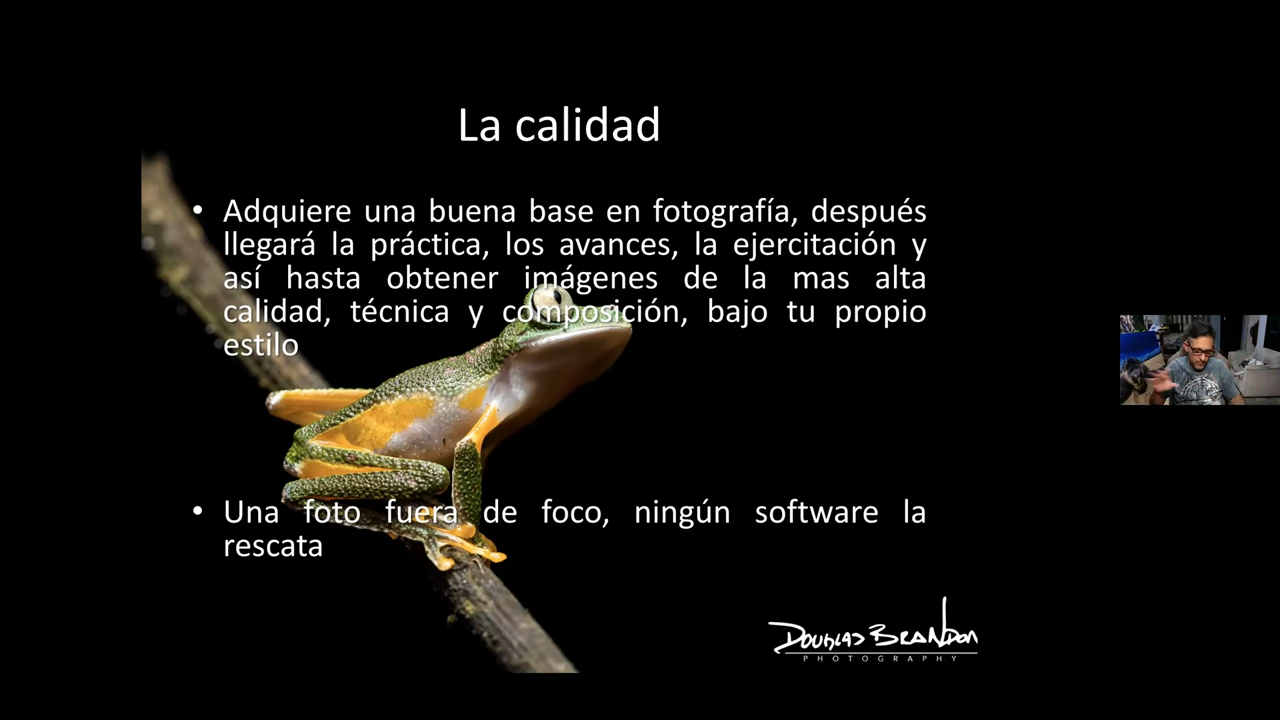 La calidad
• Adquiere una buena base en fotografía, después
llegará la práctica, los avances, la ejercitación y
así hasta obtener imágenes de la mas alta
calidad, técnica y composición, bajo tu propio
estilo
• Una foto fuera de foco, ningún software la
rescata
DOUGLAS BRANDON
PHOTOGRAPHY